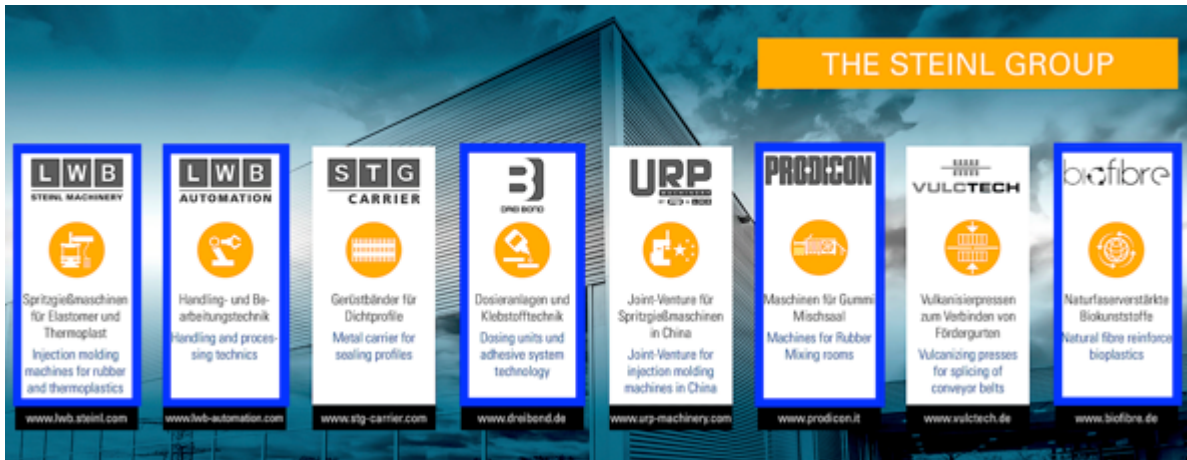 THE STEINL GROUP
LWB
STEINL MACHINERY
Spritzgießmaschinen
für Elastomer und
Thermoplast
Injection molding
machines for rubber
and thermoplastics
www.lwb.steinl.com
LWB
AUTOMATION
Handling- und Be-
arbeitungstechnik
Handling and proces-
sing technics
www.lwb-automation.com
STG
CARRIER
Gerüstbänder für
Dichtprofile
Metal carrier for
sealing profiles
www.stg-carrier.com
DREI BOND
Dosieranlagen und
Klebstofftechnik
Dosing units and
adhesive system
technology
www.dreibond.de
URP
MACHINERY
Joint-Venture für
Spritzgießmaschinen
in China
Joint-Venture for
injection molding
machines in China
www.urp-machinery.com
PRODICON
Maschinen für Gummi
Mischsaal
Machines for Rubber
Mixing rooms
www.prodicon.it
VULCTECH
Vulkanisierpressen
zum Verbinden von
Fördergurten
Vulcanizing presses
for splicing of
conveyor belts
www.vulctech.de
biofibre
Naturfaserverstärkte
Biokunststoffe
Natural fibre reinforce
bioplastics
www.biofibre.de